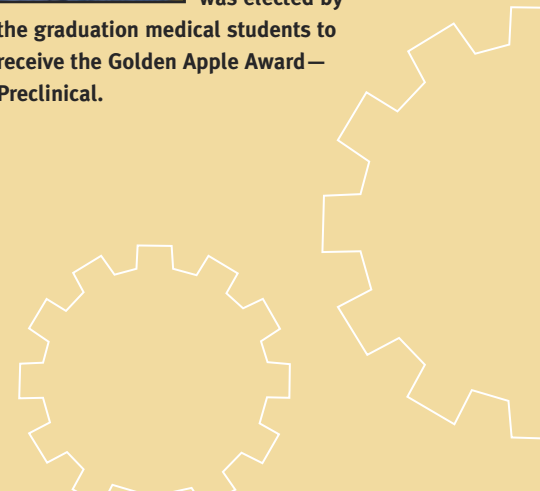 was elected by
the graduation medical students to
receive the Golden Apple Award—
Preclinical.